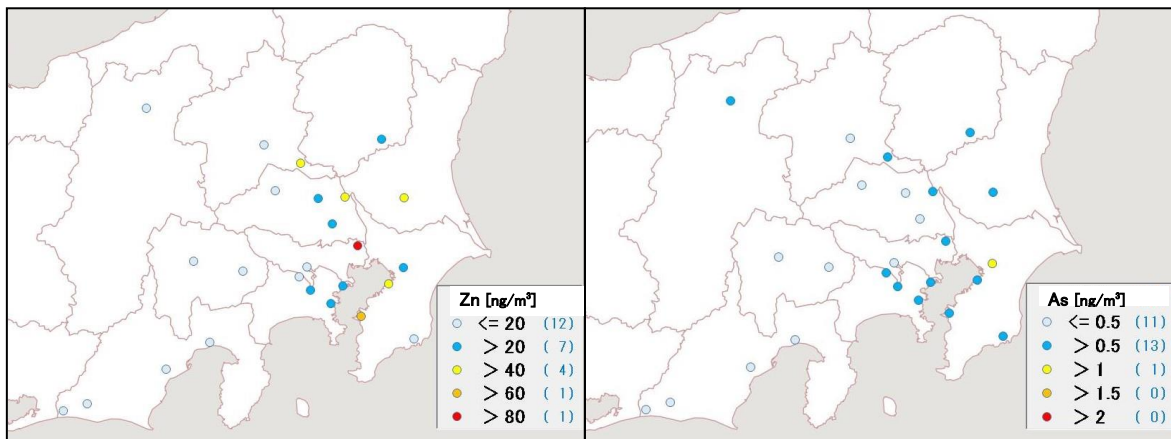 Zn [ng/m³]
<= 20 (12)
> 20 ( 7)
> 40 ( 4)
> 60 ( 1)
> 80 ( 1)
As [ng/m³]
<= 0.5 (11)
> 0.5 (13)
> 1 ( 1)
> 1.5 ( 0)
> 2 ( 0)